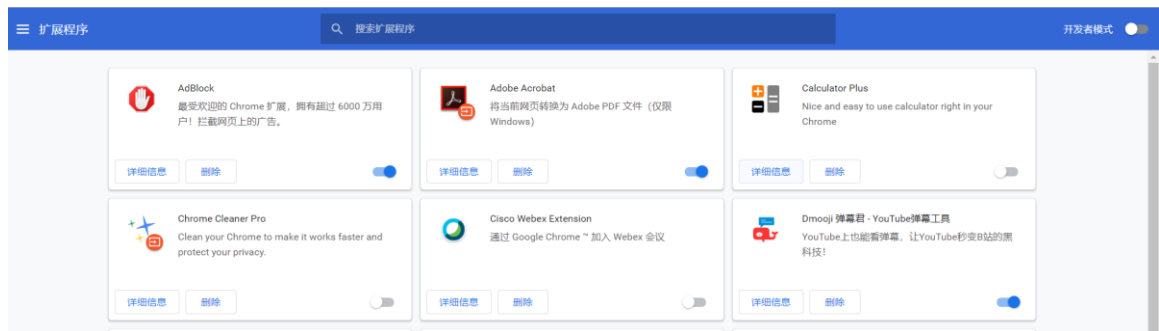 扩展程序
搜索扩展程序
开发者模式
AdBlock
最受欢迎的 Chrome 扩展，拥有超过 6000 万用
户！拦截网页上的广告。
详细信息
删除
Adobe Acrobat
将当前网页转换为 Adobe PDF 文件（仅限
Windows）
详细信息
删除
Calculator Plus
Nice and easy to use calculator right in your
Chrome
详细信息
删除
Chrome Cleaner Pro
Clean your Chrome to make it works faster and
protect your privacy.
详细信息
删除
Cisco Webex Extension
通过 Google Chrome ™ 加入 Webex 会议
详细信息
删除
Dmooji 弹幕君 - YouTube弹幕工具
YouTube上也能看弹幕，让YouTube秒变B站的黑
科技！
详细信息
删除